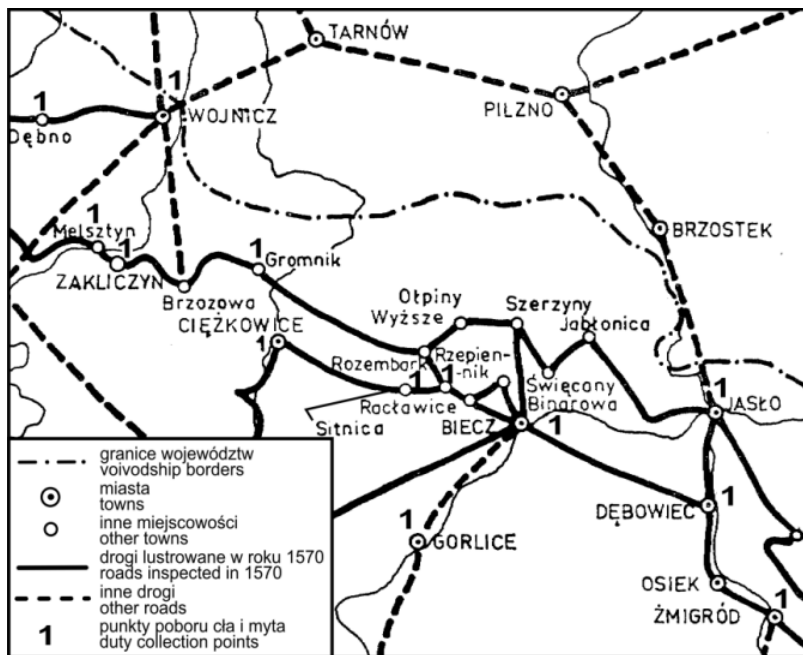 TARNÓW
PILZNO
1
WOJNICZ
1
Dębno
BRZOSTEK
1
Melsztyn
1
ZAKLICZYN
1
Gromnik
Brzozowa
CIĘŻKOWICE
1
Ołpiny
Wyższe
Szerzyny
Jabłonica
Rozembark
Rzepien-
-nik
1
1
Święcany
Racławice
Binarowa
Sitnica
BIECZ
1
1
JASŁO
DĘBOWIEC
1
1
GORLICE
OSIEK
ŻMIGRÓD
1
granice województw
voivodship borders
miasta
towns
inne miejscowości
other towns
drogi lustrowane w roku 1570
roads inspected in 1570
inne drogi
other roads
1
punkty poboru cła i myta
duty collection points